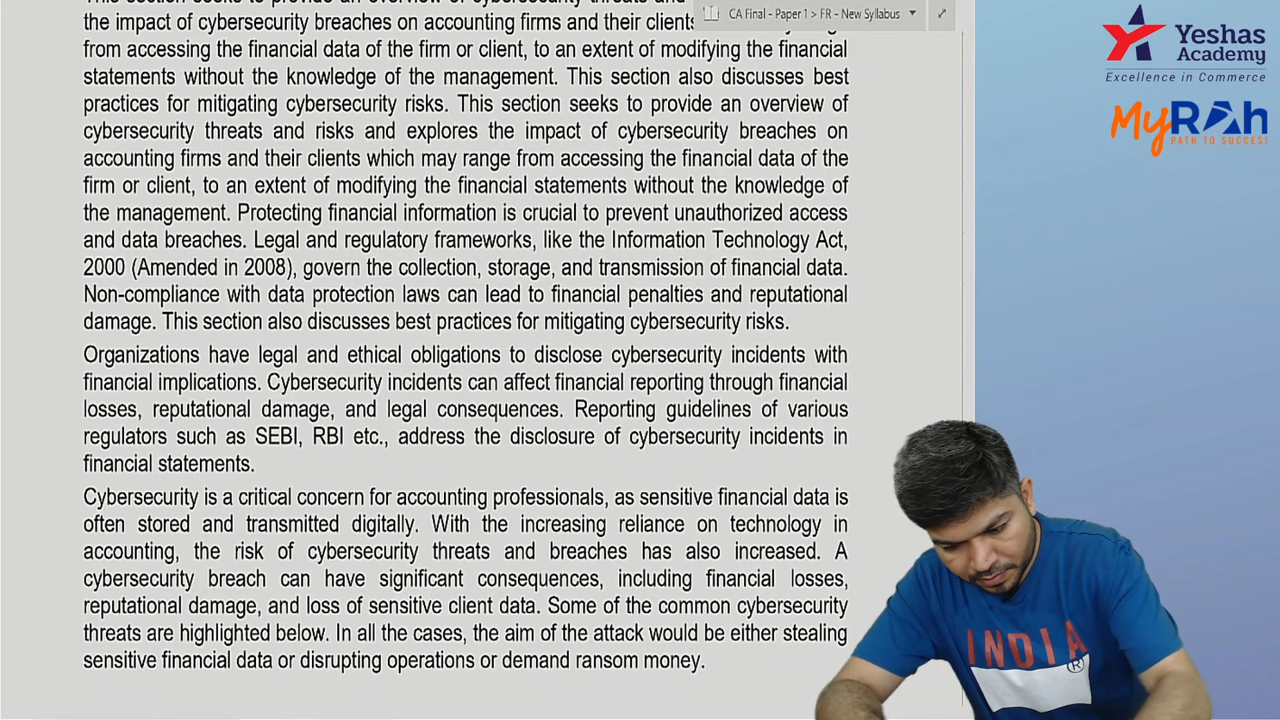 This section seeks to provide an overview of cybersecurity threats and
the impact of cybersecurity breaches on accounting firms and their clients
from accessing the financial data of the firm or client, to an extent of modifying the financial
statements without the knowledge of the management. This section also discusses best
practices for mitigating cybersecurity risks. This section seeks to provide an overview of
cybersecurity threats and risks and explores the impact of cybersecurity breaches on
accounting firms and their clients which may range from accessing the financial data of the
firm or client, to an extent of modifying the financial statements without the knowledge of
the management. Protecting financial information is crucial to prevent unauthorized access
and data breaches. Legal and regulatory frameworks, like the Information Technology Act,
2000 (Amended in 2008), govern the collection, storage, and transmission of financial data.
Non-compliance with data protection laws can lead to financial penalties and reputational
damage. This section also discusses best practices for mitigating cybersecurity risks.
Organizations have legal and ethical obligations to disclose cybersecurity incidents with
financial implications. Cybersecurity incidents can affect financial reporting through financial
losses, reputational damage, and legal consequences. Reporting guidelines of various
regulators such as SEBI, RBI etc., address the disclosure of cybersecurity incidents in
financial statements.
Cybersecurity is a critical concern for accounting professionals, as sensitive financial data is
often stored and transmitted digitally. With the increasing reliance on technology in
accounting, the risk of cybersecurity threats and breaches has also increased. A
cybersecurity breach can have significant consequences, including financial losses,
reputational damage, and loss of sensitive client data. Some of the common cybersecurity
threats are highlighted below. In all the cases, the aim of the attack would be either stealing
sensitive financial data or disrupting operations or demand ransom money.
CA Final - Paper 1 > FR - New Syllabus
Yeshas
Academy
Excellence in Commerce
MyRAh
PATH TO SUCCESS
INDIA
®